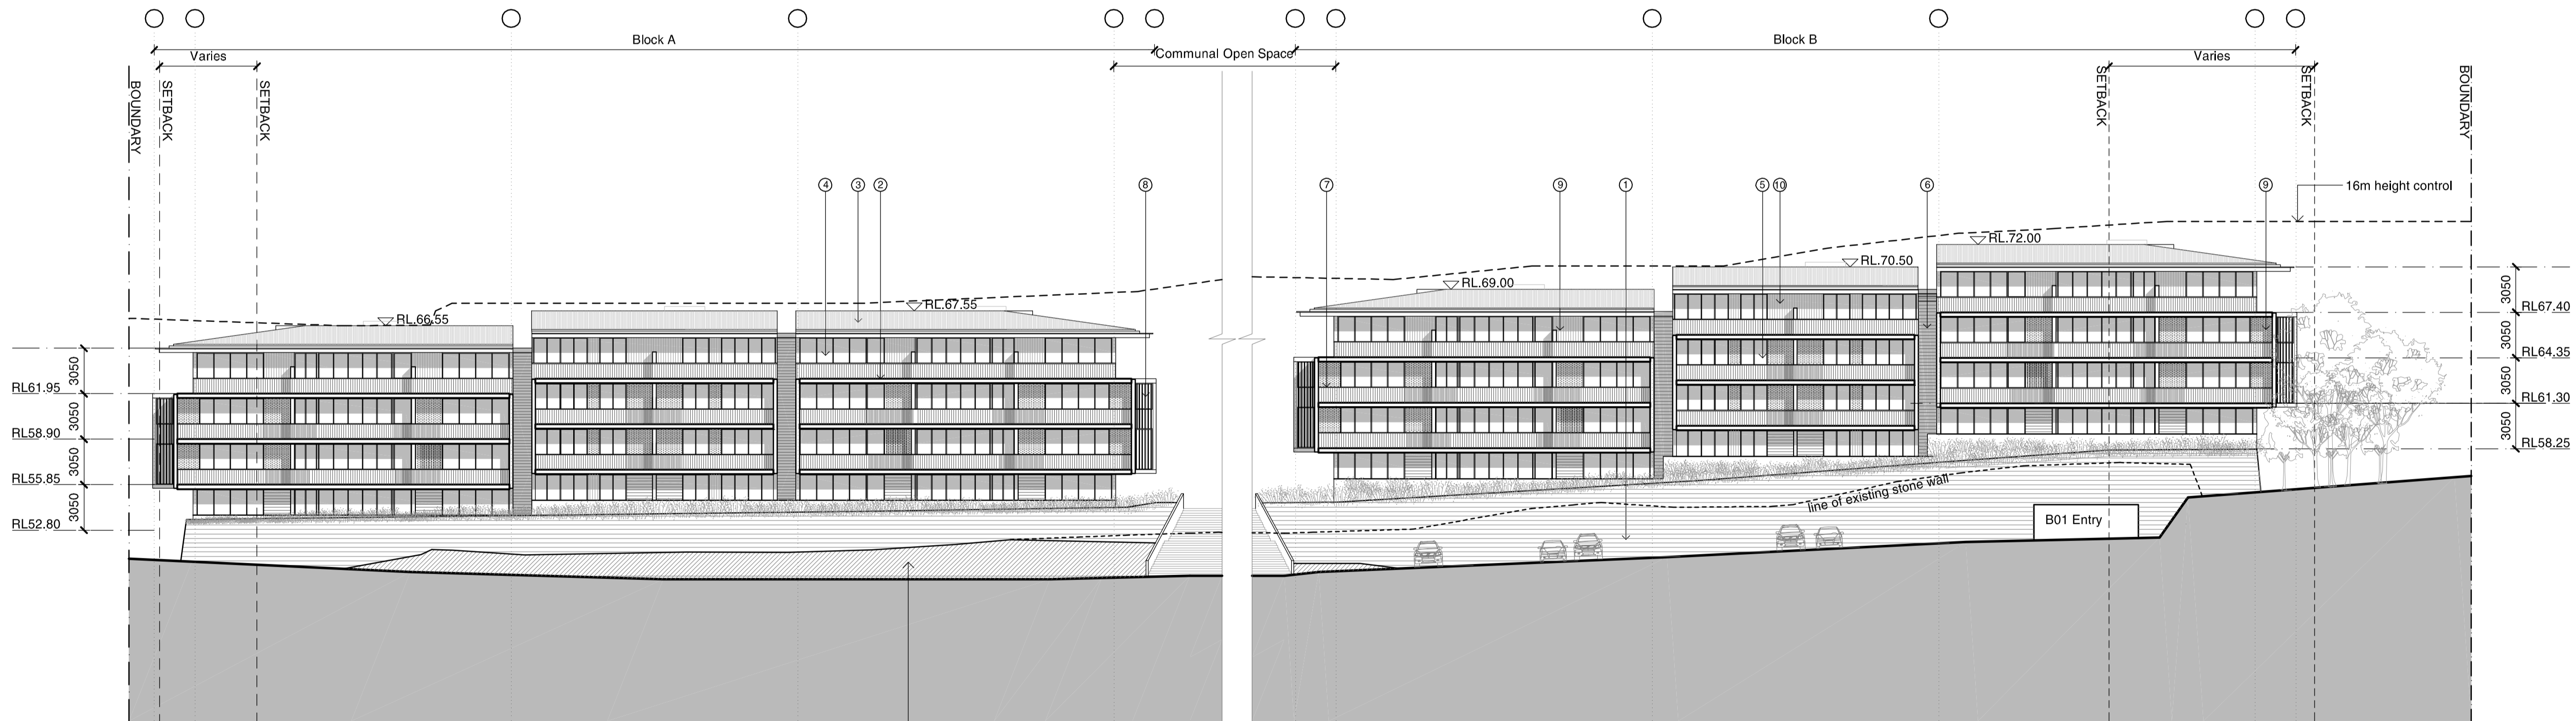 Block A
Block B
Communal Open Space
Varies
Varies
BOUNDARY
SETBACK
SETBACK
SETBACK
SETBACK
BOUNDARY
4
3
2
8
7
9
1
5
10
6
9
16m height control
RL.66.55
RL.67.55
RL.69.00
RL.70.50
RL.72.00
3050
RL61.95
3050
RL58.90
3050
RL55.85
3050
RL52.80
3050
RL67.40
3050
RL64.35
3050
RL61.30
3050
RL58.25
line of existing stone wall
B01 Entry